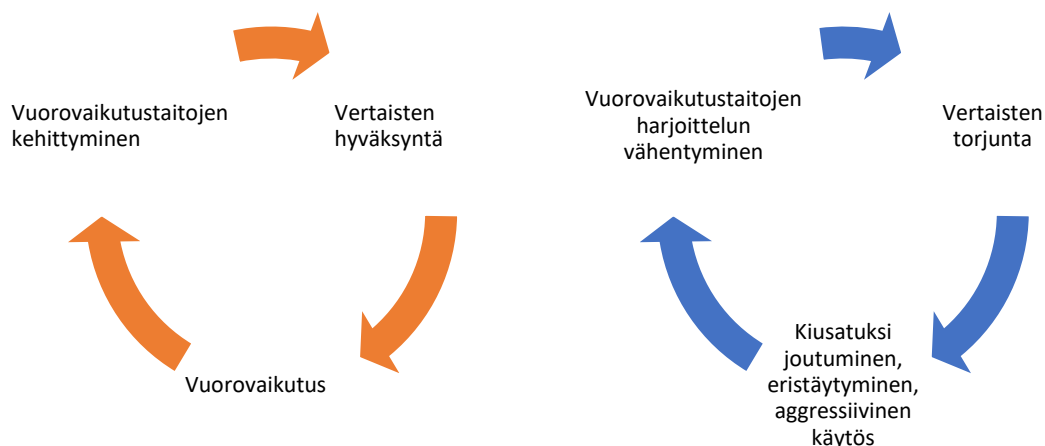 Vuorovaikutustaitojen
kehittyminen
Vertaisten
hyväksyntä
Vuorovaikutus
Vuorovaikutustaitojen
harjoittelun
vähentyminen
Vertaisten
torjunta
Kiusatuksi
joutuminen,
eristäytyminen,
aggressiivinen
käytös